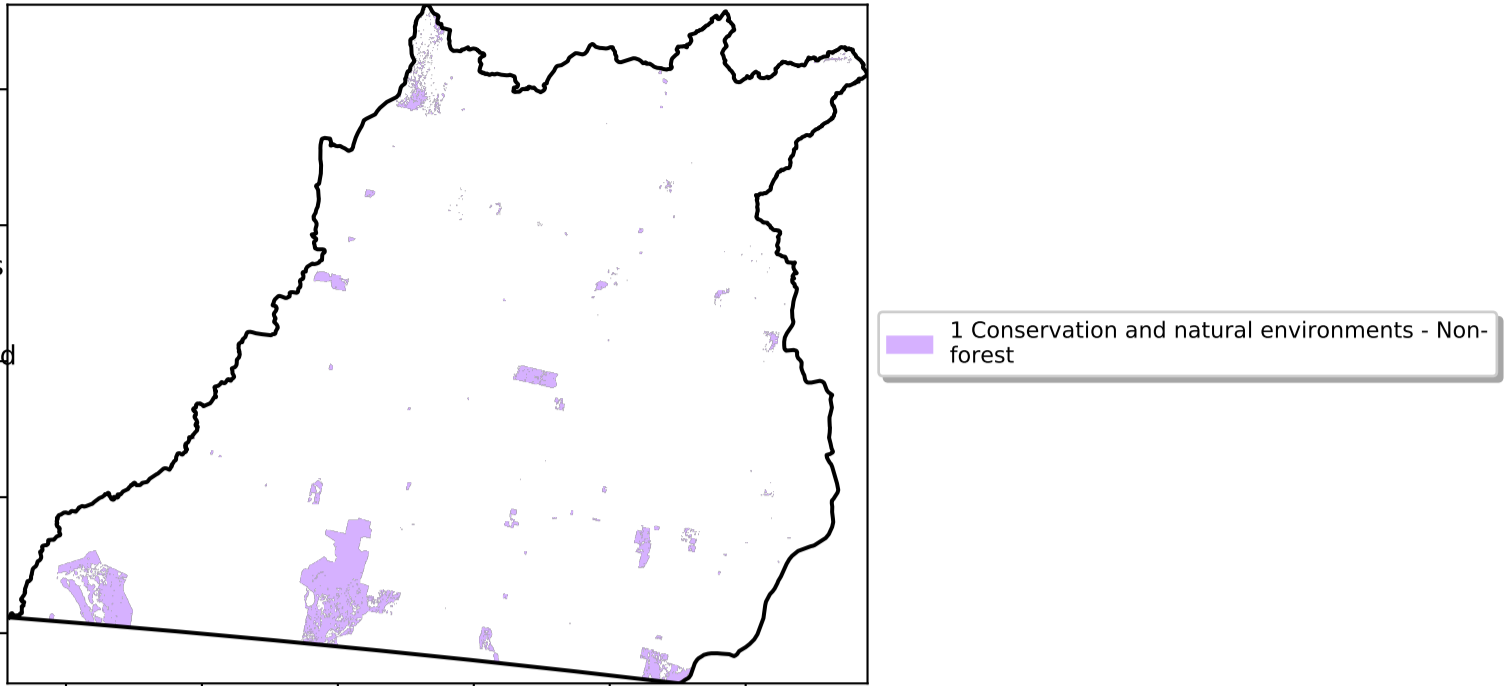 1 Conservation and natural environments - Non-
forest